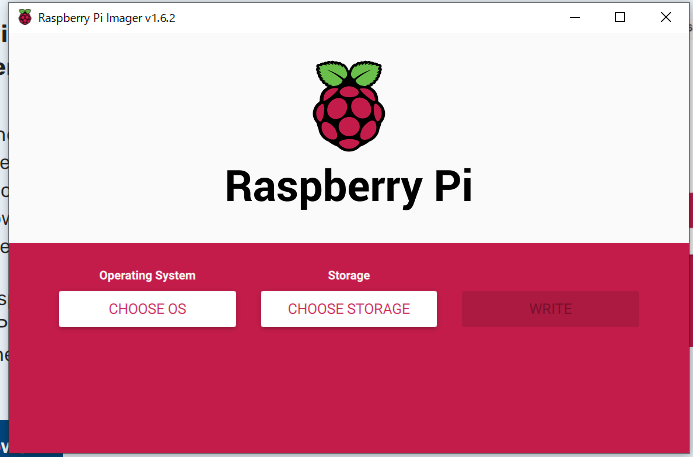 Raspberry Pi Imager v1.6.2
Raspberry Pi
Operating System
Storage
CHOOSE OS
CHOOSE STORAGE
WRITE